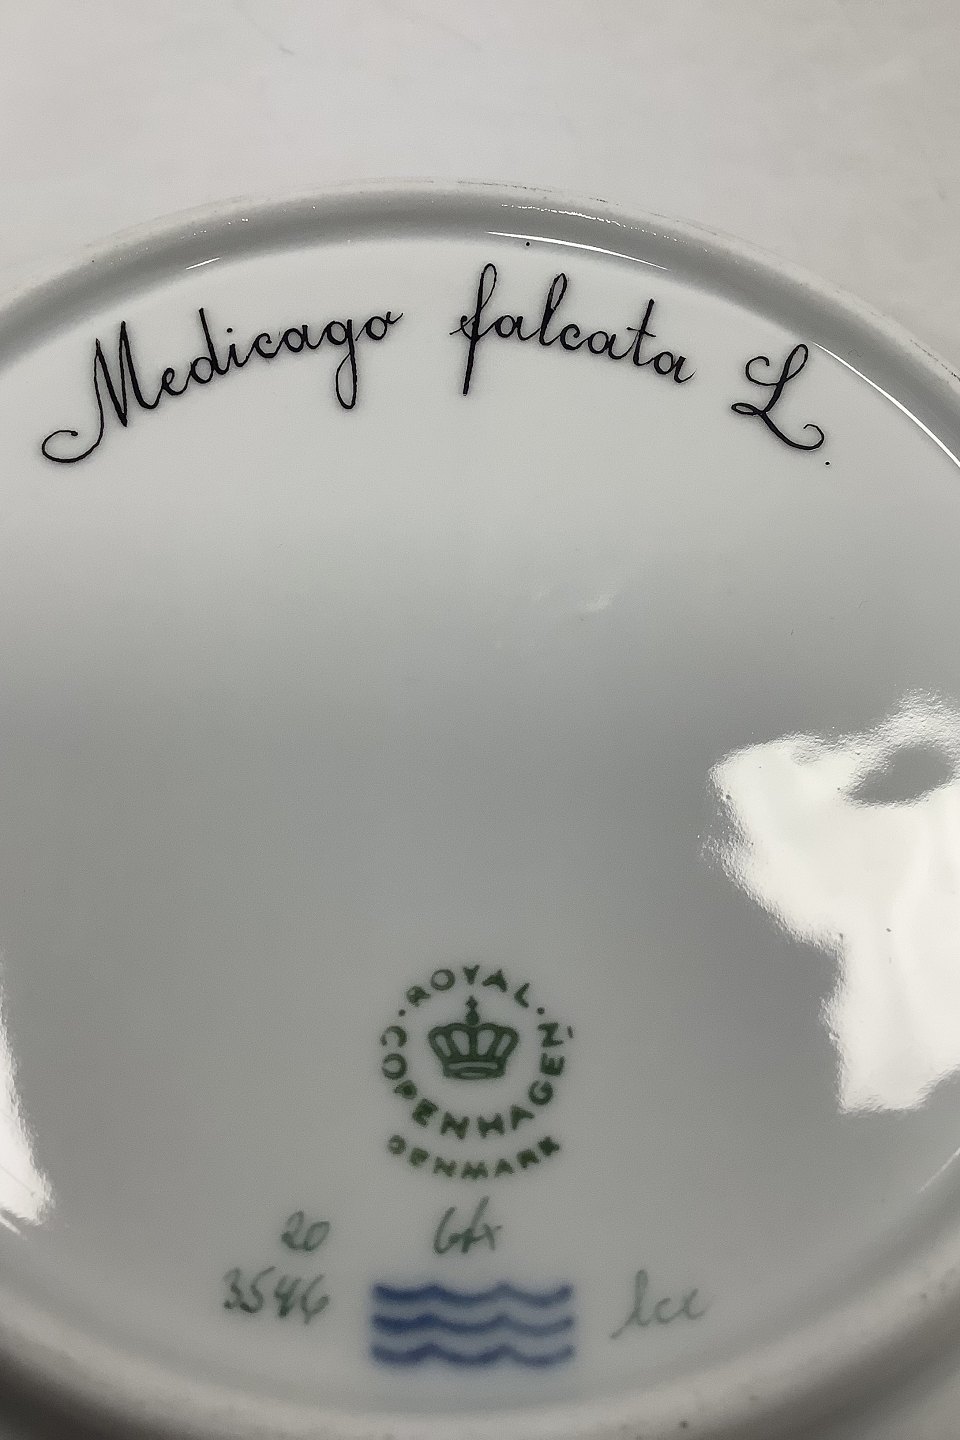 Medicago falcata L.
ROYAL COPENHAGEN
DENMARK
20
3546